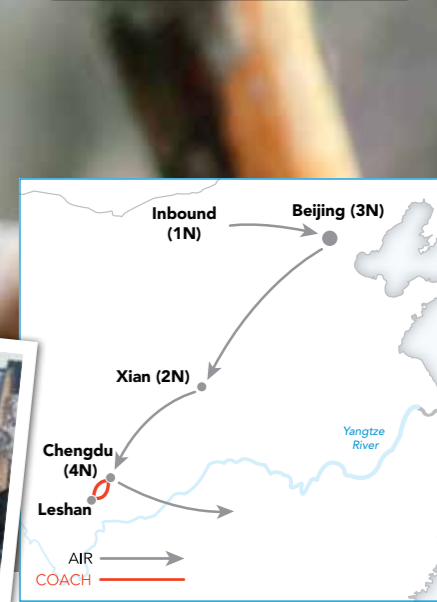 Inbound
(1N)
Beijing (3N)
Xian (2N)
Yangtze
River
Chengdu
(4N)
Leshan
AIR
COACH